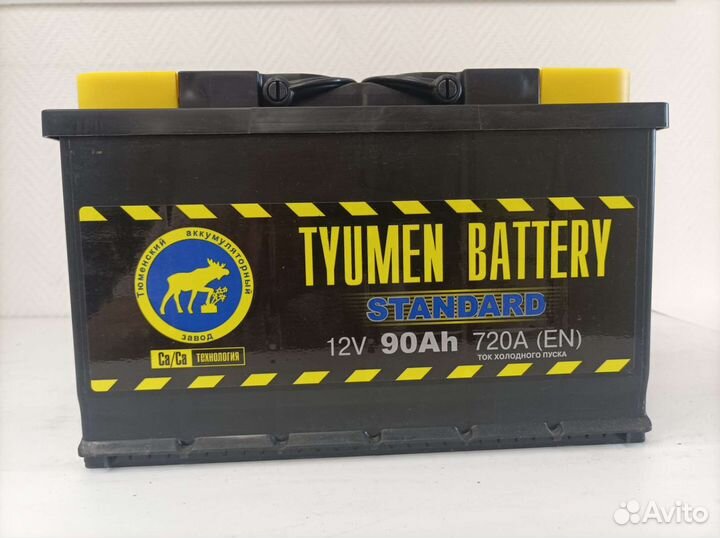 Тюменский аккумуляторный завод
Ca/Ca технология
TYUMEN BATTERY
STANDARD
12V 90Ah 720A (EN)
ТОК ХОЛОДНОГО ПУСКА
Avito